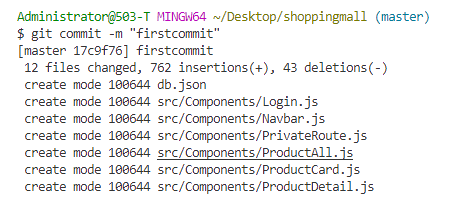 Administrator@503-T MINGW64 ~/Desktop/shoppingmall (master)
$ git commit -m "firstcommit"
[master 17c9f76] firstcommit
 12 files changed, 762 insertions(+), 43 deletions(-)
 create mode 100644 db.json
 create mode 100644 src/Components/Login.js
 create mode 100644 src/Components/Navbar.js
 create mode 100644 src/Components/PrivateRoute.js
 create mode 100644 src/Components/ProductAll.js
 create mode 100644 src/Components/ProductCard.js
 create mode 100644 src/Components/ProductDetail.js